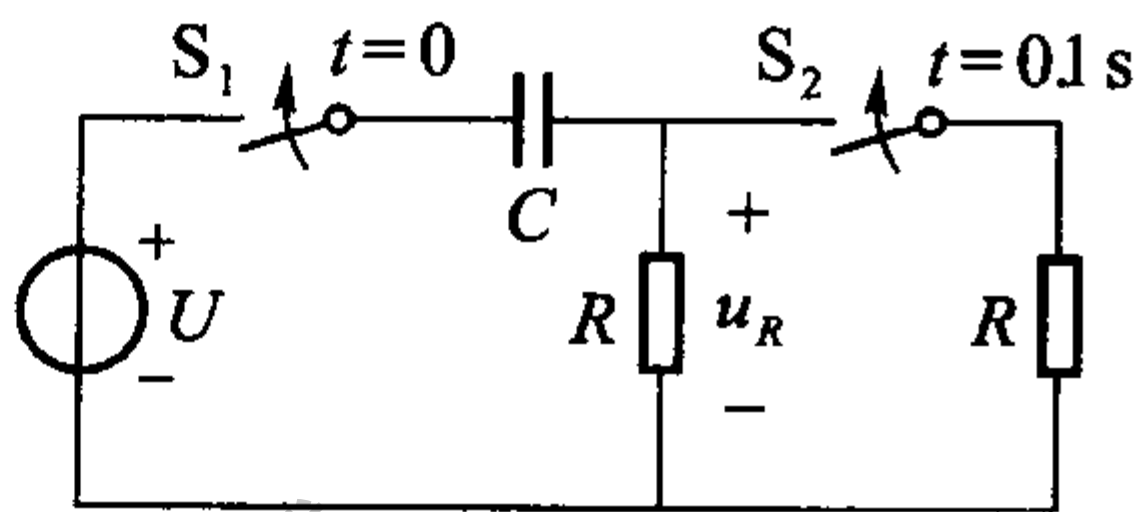 S₁ t=0 S₂ t=0.1 s
C
+ U −
R + u_R −
R